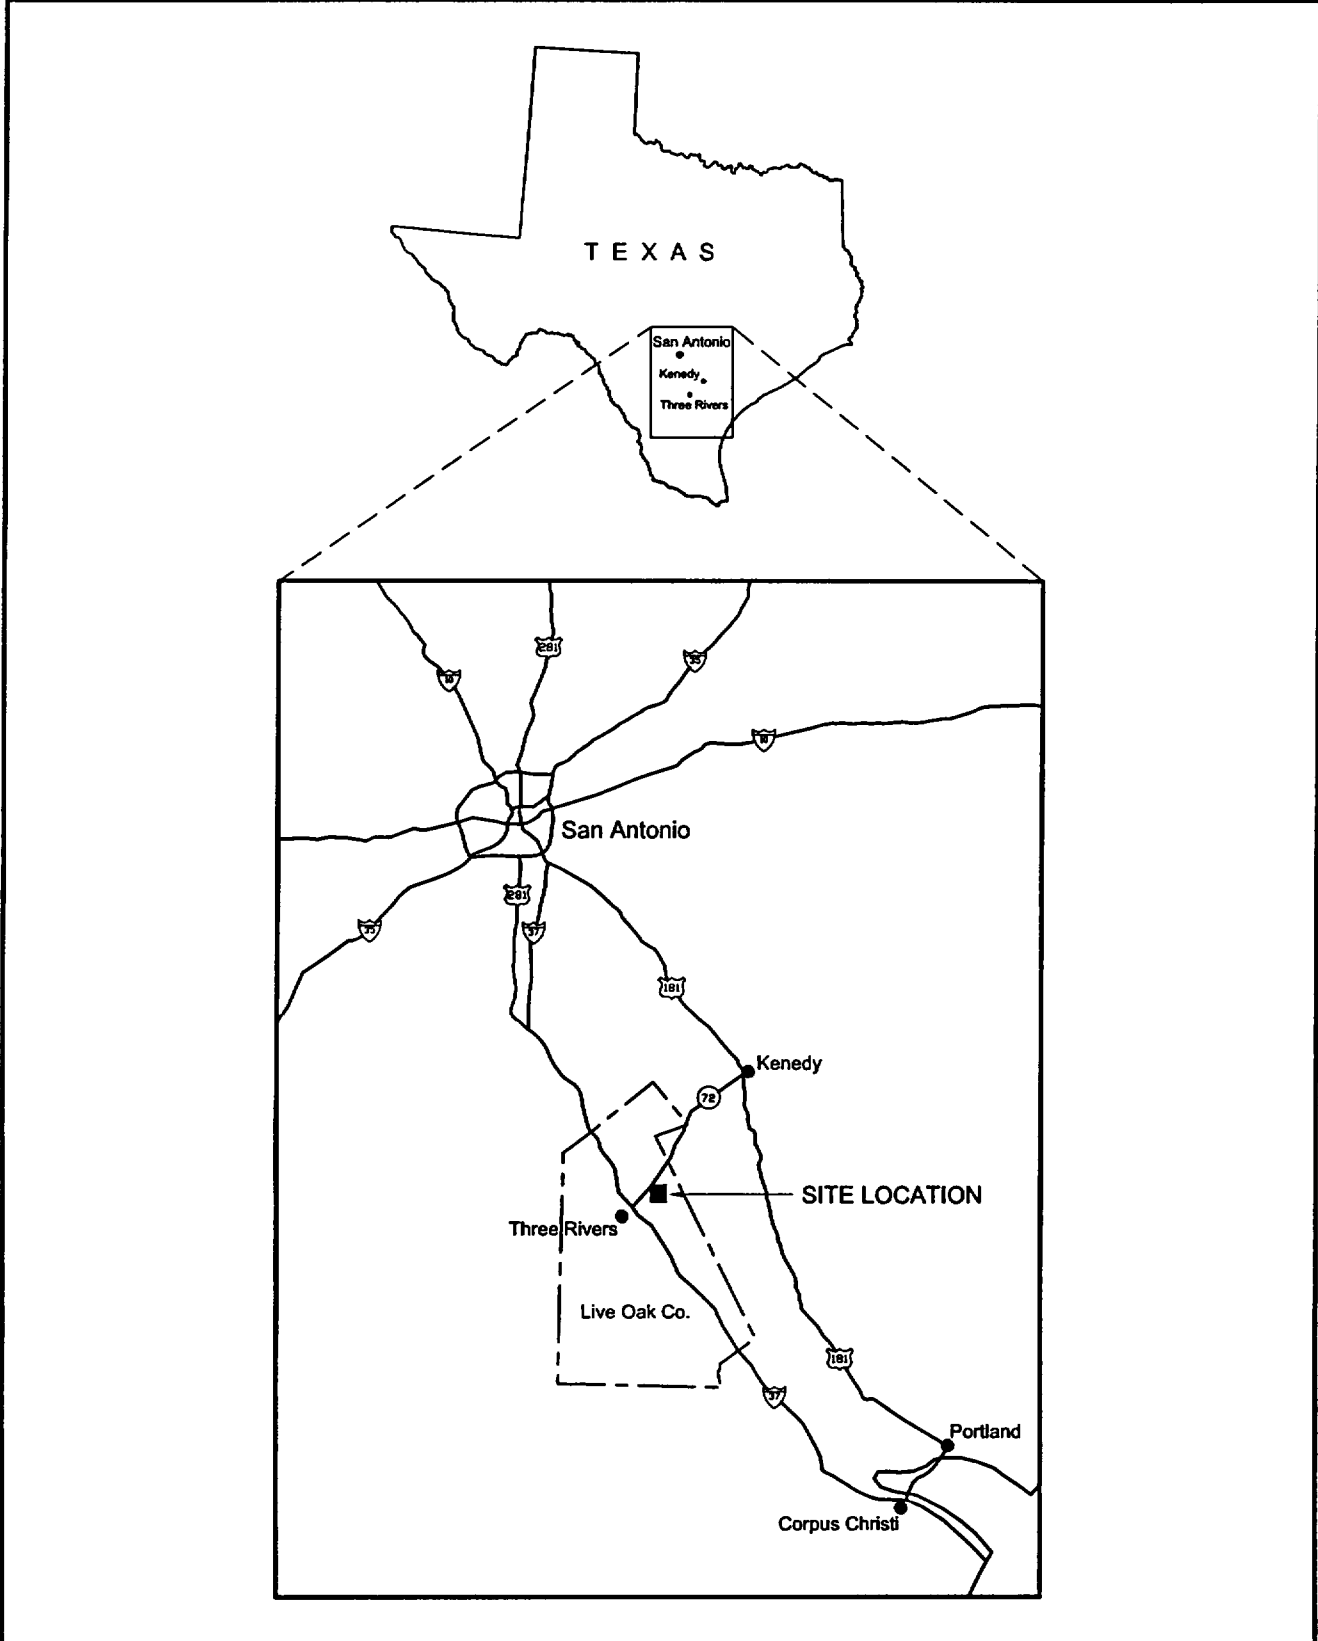 T E X A S
San Antonio
Kenedy
Three Rivers
281
35
10
10
San Antonio
281
37
35
181
Kenedy
72
SITE LOCATION
Three Rivers
Live Oak Co.
181
37
Portland
Corpus Christi